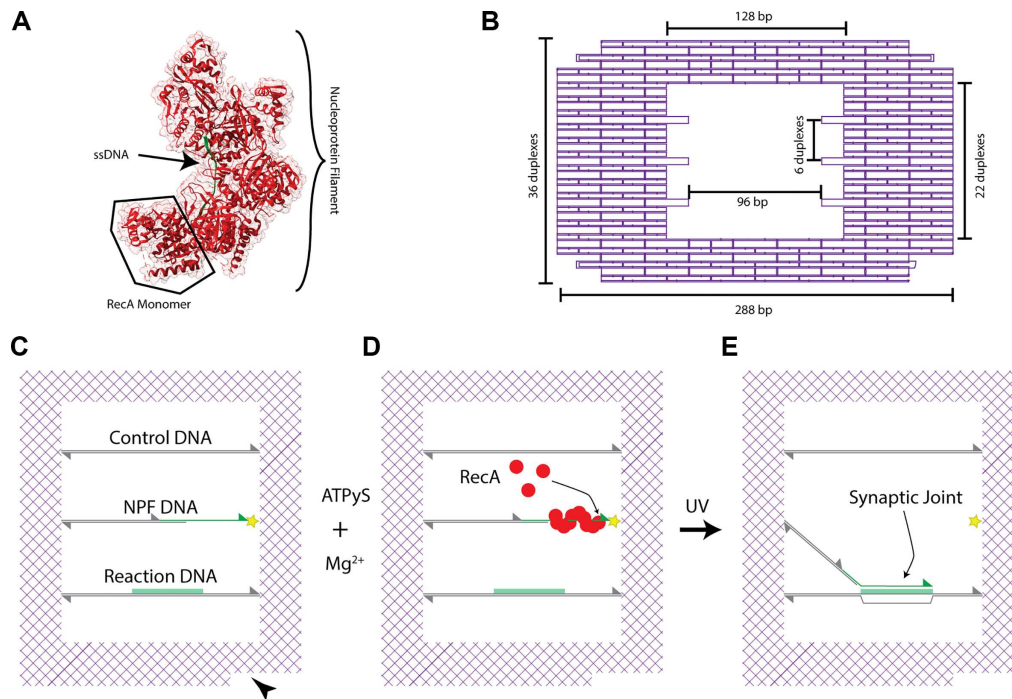 A
ssDNA
Nucleoprotein Filament
RecA Monomer
B
128 bp
36 duplexes
6 duplexes
22 duplexes
96 bp
288 bp
C
Control DNA
NPF DNA
Reaction DNA
ATPyS
+
Mg²⁺
D
RecA
UV
E
Synaptic Joint